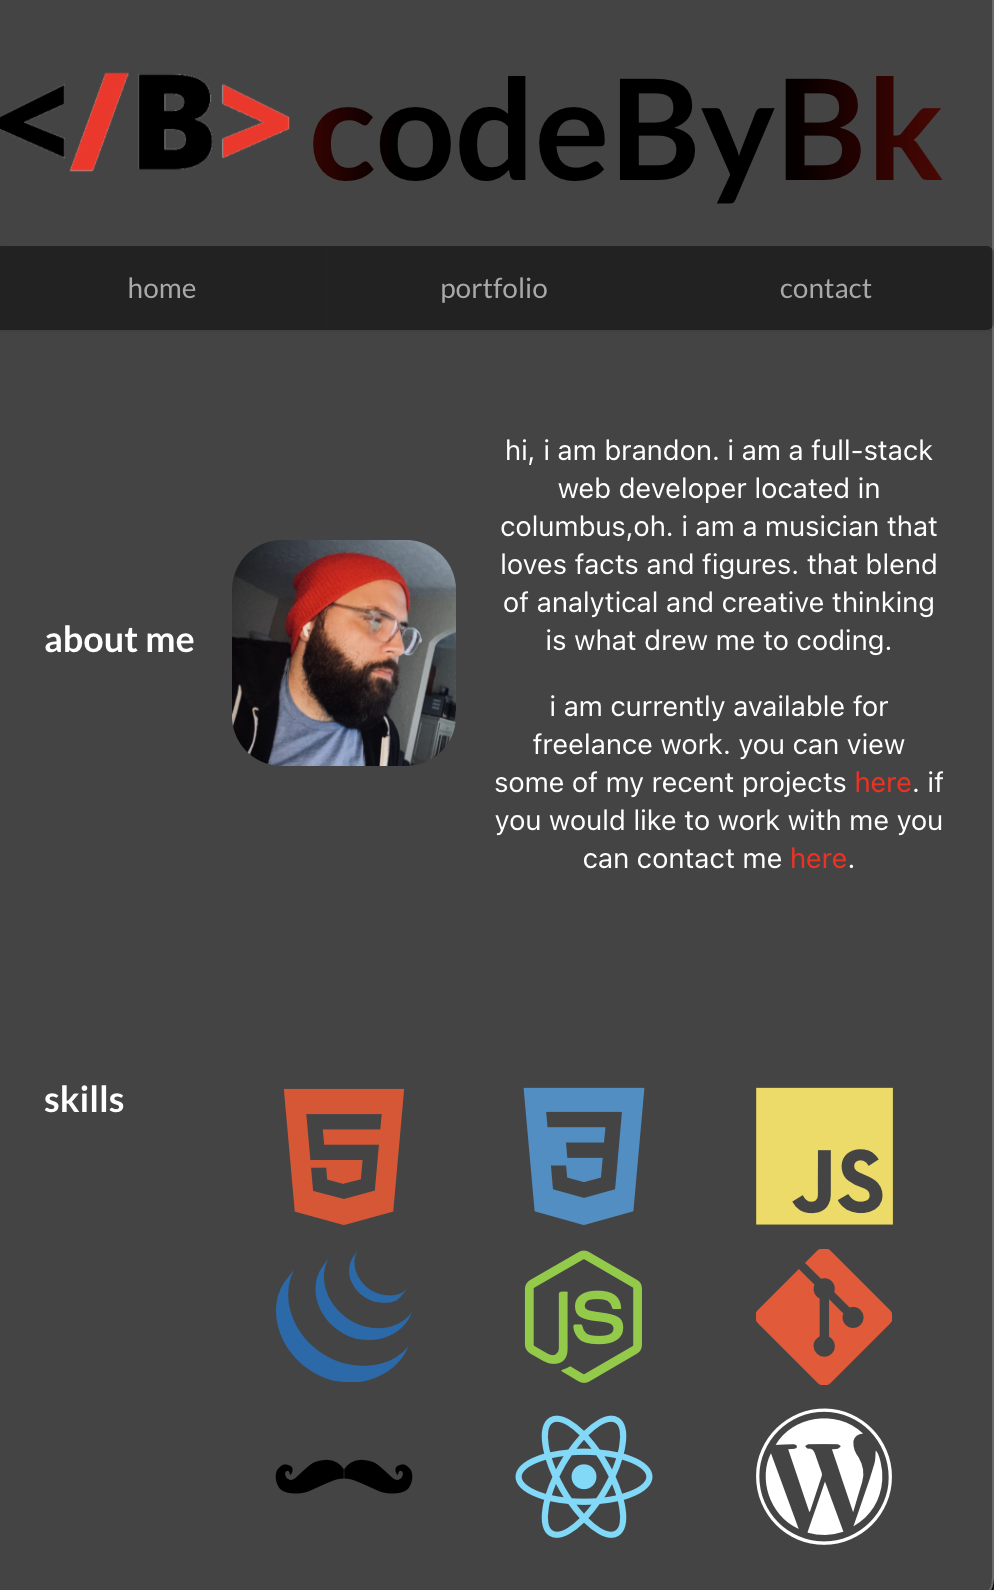 </B> codeByBk
home portfolio contact
hi, i am brandon. i am a full-stack
web developer located in
columbus,oh. i am a musician that
loves facts and figures. that blend
of analytical and creative thinking
is what drew me to coding.
about me
i am currently available for
freelance work. you can view
some of my recent projects here. if
you would like to work with me you
can contact me here.
skills
5 3 JS
JS
W